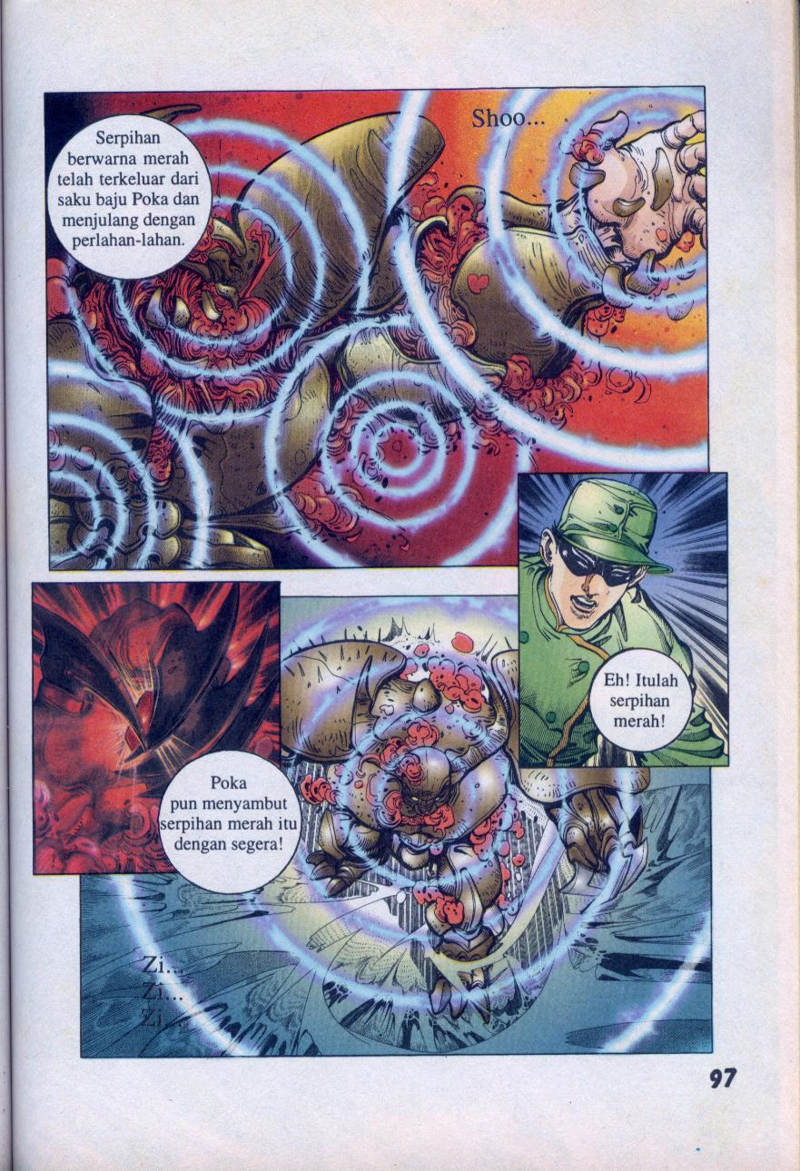 Serpihan
berwarna merah
telah terkeluar dari
saku baju Poka dan
menjulang dengan
perlahan-lahan.
Shoo...
Eh! Itulah
serpihan
merah!
Poka
pun menyambut
serpihan merah itu
dengan segera!
Zi...
Zi...
Zi...
97